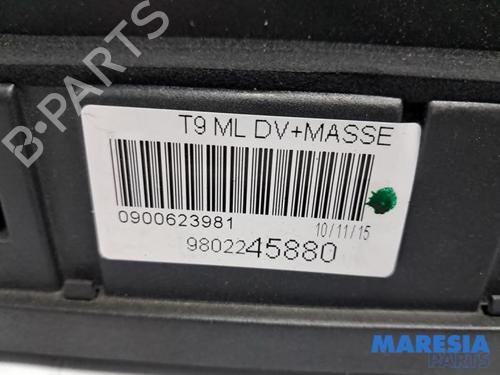 T9 ML DV+MASSE
0900623981
10/11/15
9802245880
B-PARTS
MARESIA
PARTS